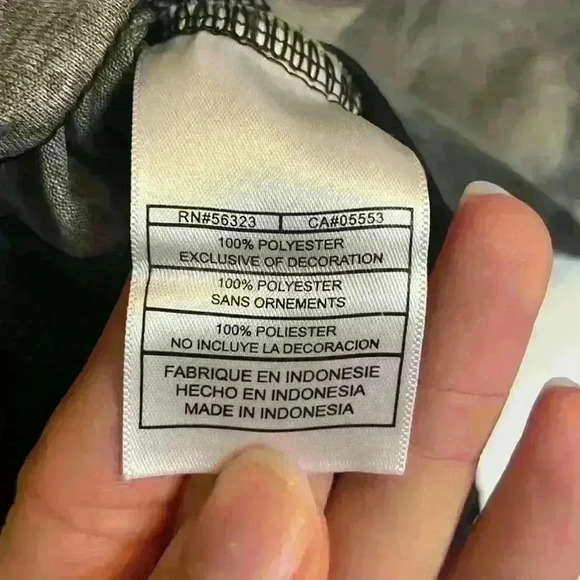 RN#56323 CA#05553
100% POLYESTER
EXCLUSIVE OF DECORATION
100% POLYESTER
SANS ORNEMENTS
100% POLIESTER
NO INCLUYE LA DECORACION
FABRIQUE EN INDONESIE
HECHO EN INDONESIA
MADE IN INDONESIA